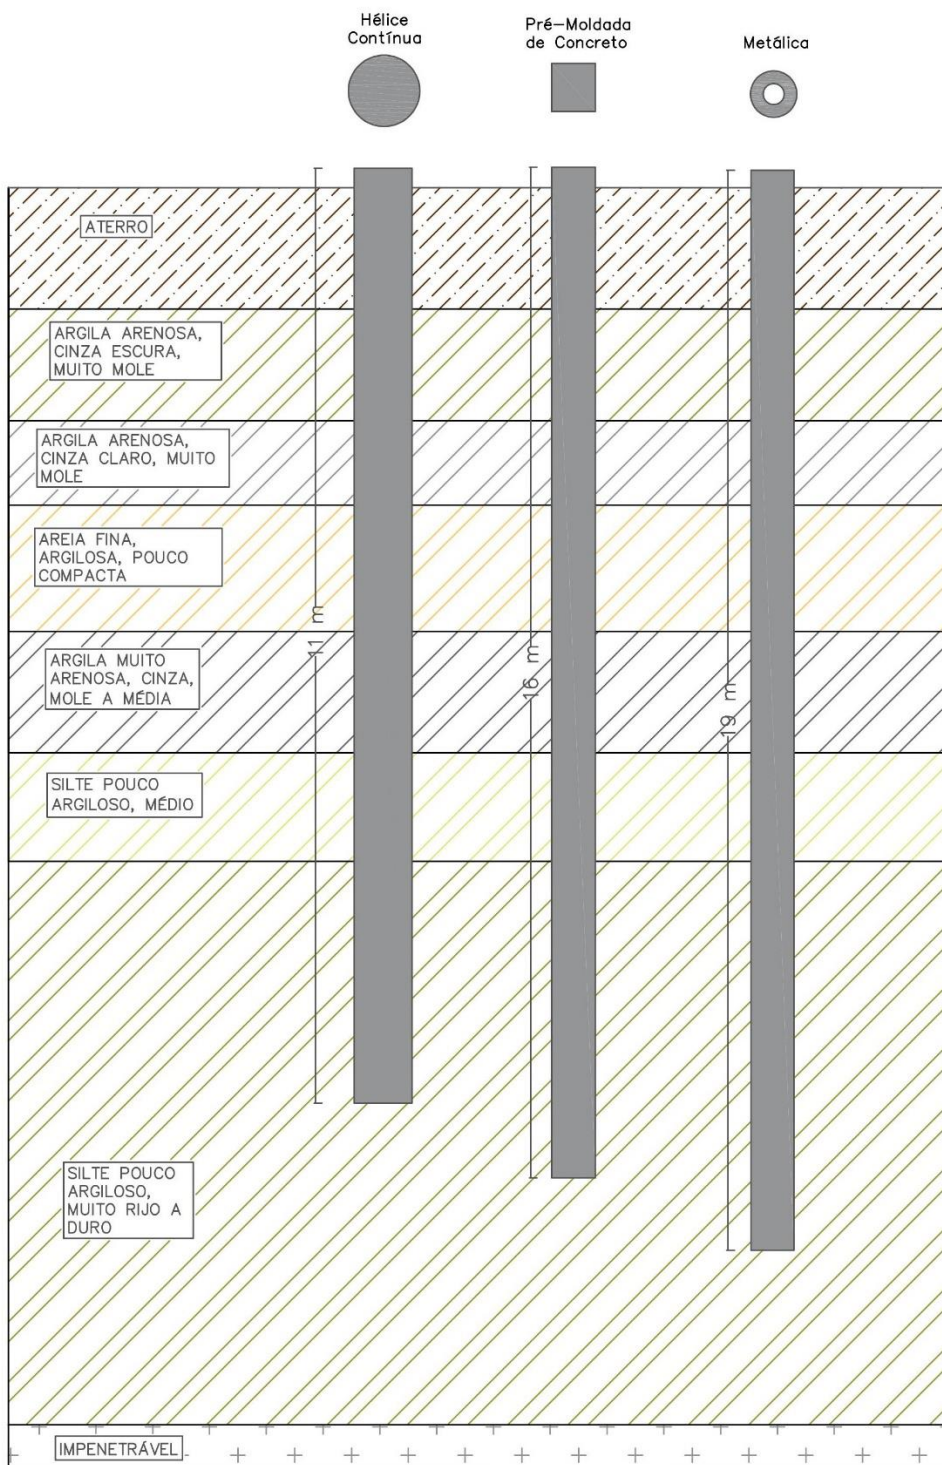 Hélice
Contínua
Pré-Moldada
de Concreto
Metálica
ATERRO
ARGILA ARENOSA,
CINZA ESCURA,
MUITO MOLE
ARGILA ARENOSA,
CINZA CLARO, MUITO
MOLE
AREIA FINA,
ARGILOSA, POUCO
COMPACTA
11 m
ARGILA MUITO
ARENOSA, CINZA,
MOLE A MÉDIA
16 m
19 m
SILTE POUCO
ARGILOSO, MÉDIO
SILTE POUCO
ARGILOSO,
MUITO RIJO A
DURO
IMPENETRÁVEL